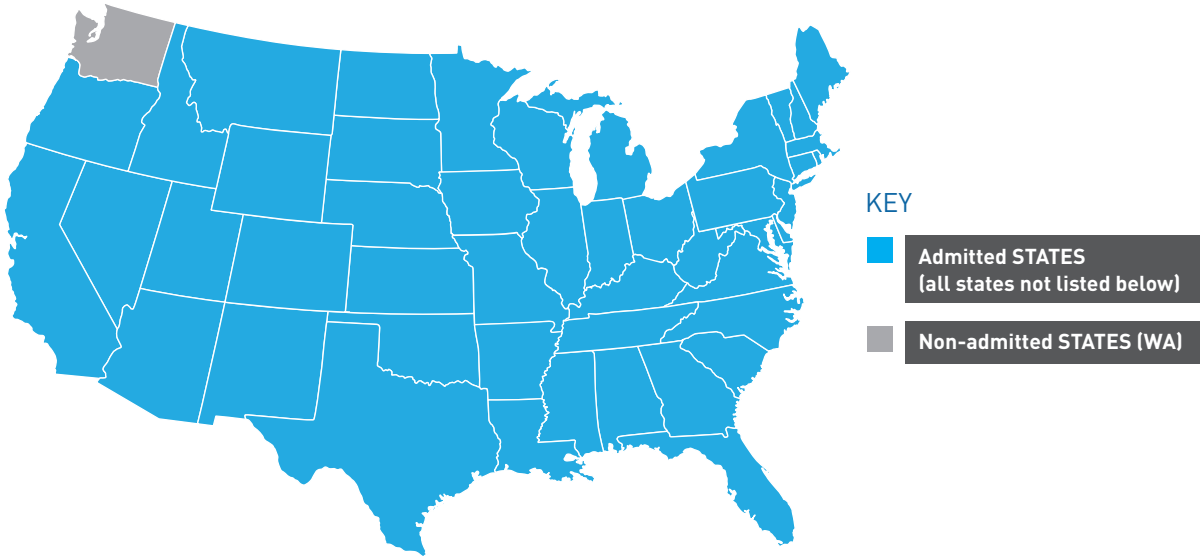 KEY
Admitted STATES
(all states not listed below)
Non-admitted STATES (WA)